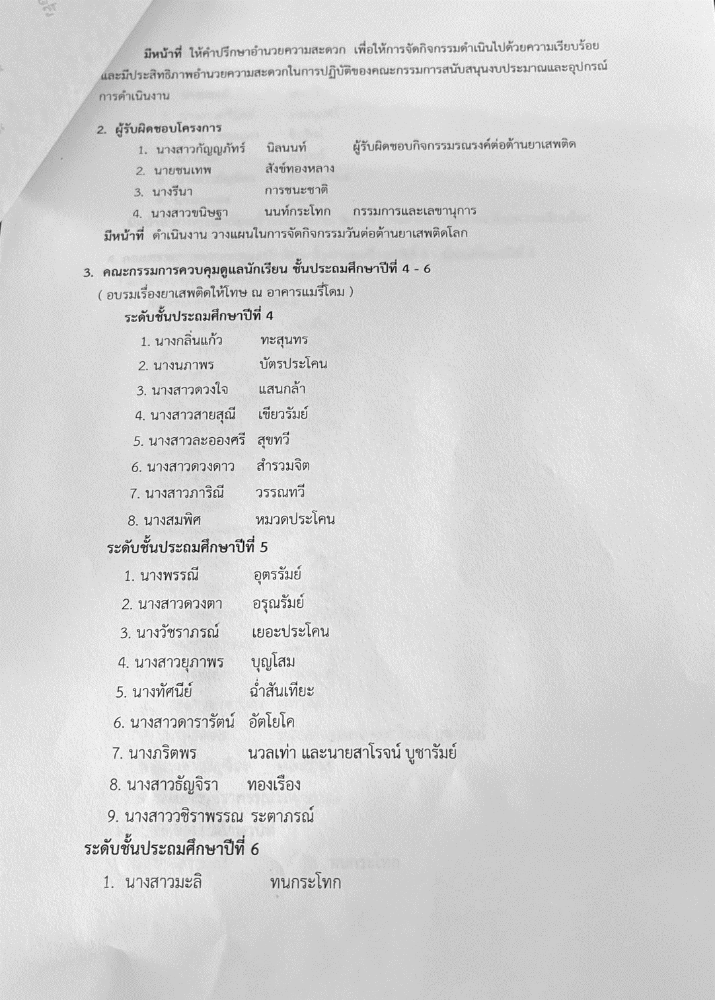 มีหน้าที่ ให้คำปรึกษาอำนวยความสะดวก เพื่อให้การจัดกิจกรรมดำเนินไปด้วยความเรียบร้อย
และมีประสิทธิภาพอำนวยความสะดวกในการปฏิบัติของคณะกรรมการสนับสนุนงบประมาณและอุปกรณ์
การดำเนินงาน
2. ผู้รับผิดชอบโครงการ
1. นางสาวกัญญภัทร์ นิลนนท์ ผู้รับผิดชอบกิจกรรมรณรงค์ต่อต้านยาเสพติด
2. นายชนเทพ สังข์ทองหลาง
3. นางรีนา การชนะชาติ
4. นางสาวขนิษฐา นนท์กระโทก กรรมการและเลขานุการ
มีหน้าที่ ดำเนินงาน วางแผนในการจัดกิจกรรมวันต่อต้านยาเสพติดโลก
3. คณะกรรมการควบคุมดูแลนักเรียน ชั้นประถมศึกษาปีที่ 4 - 6
( อบรมเรื่องยาเสพติดให้โทษ ณ อาคารแมรี่โดม )
ระดับชั้นประถมศึกษาปีที่ 4
1. นางกลิ่นแก้ว ทะสุนทร
2. นางนภาพร บัตรประโคน
3. นางสาวดวงใจ แสนกล้า
4. นางสาวสายสุณี เขียวรัมย์
5. นางสาวละอองศรี สุขทวี
6. นางสาวดวงดาว สำรวมจิต
7. นางสาวภาริณี วรรณทวี
8. นางสมพิศ หมวดประโคน
ระดับชั้นประถมศึกษาปีที่ 5
1. นางพรรณี อุตรรัมย์
2. นางสาวดวงตา อรุณรัมย์
3. นางวัชราภรณ์ เยอะประโคน
4. นางสาวยุภาพร บุญโสม
5. นางทัศนีย์ ฉ่ำสันเทียะ
6. นางสาวดารารัตน์ อัตโยโค
7. นางภริตพร นวลเท่า และนายสาโรจน์ บูชารัมย์
8. นางสาวธัญจิรา ทองเรือง
9. นางสาววชิราพรรณ ระตาภรณ์
ระดับชั้นประถมศึกษาปีที่ 6
1. นางสาวมะลิ ทนกระโทก